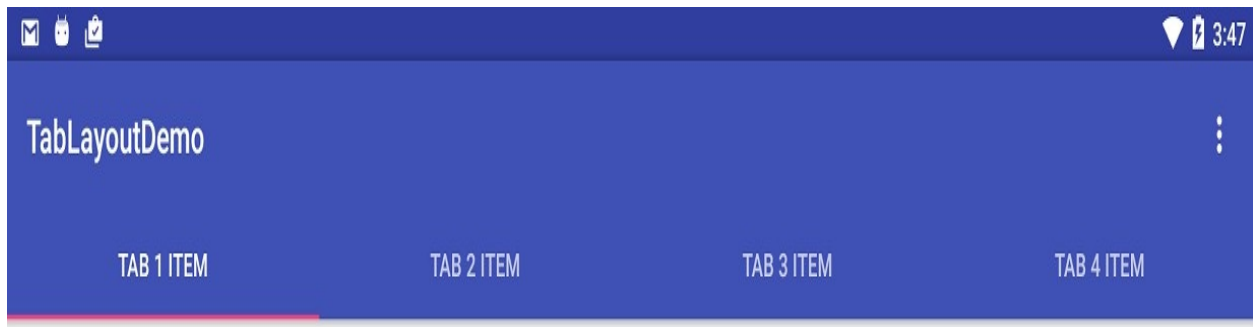 3:47
TabLayoutDemo
TAB 1 ITEM TAB 2 ITEM TAB 3 ITEM TAB 4 ITEM